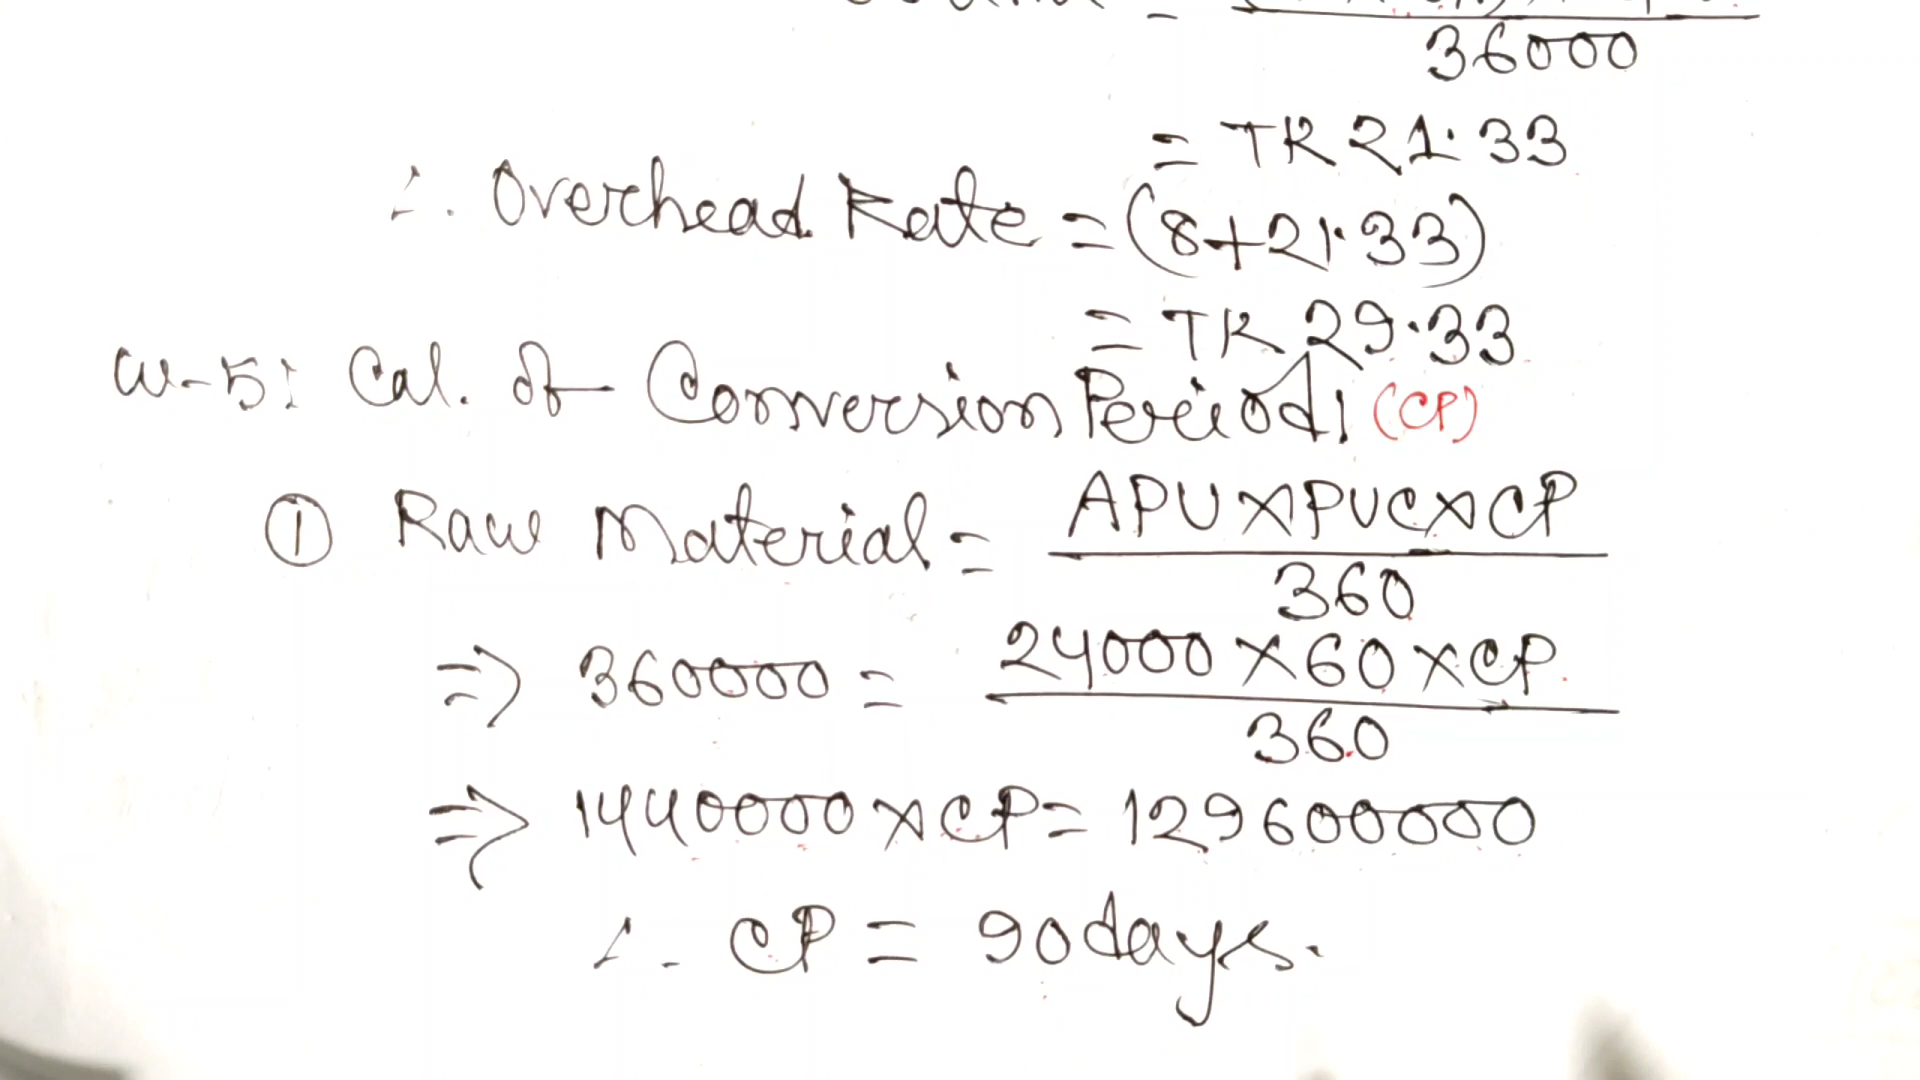 36000
= TK 21.33
∴ Overhead Rate = (8+21.33)
= TK 29.33
W-5: Cal. of Conversion Period: (CP)
① Raw Material = APU×PUC×CP / 360
⇒ 360000 = 24000×60×CP / 360
⇒ 1440000×CP = 129600000
∴ CP = 90 days.